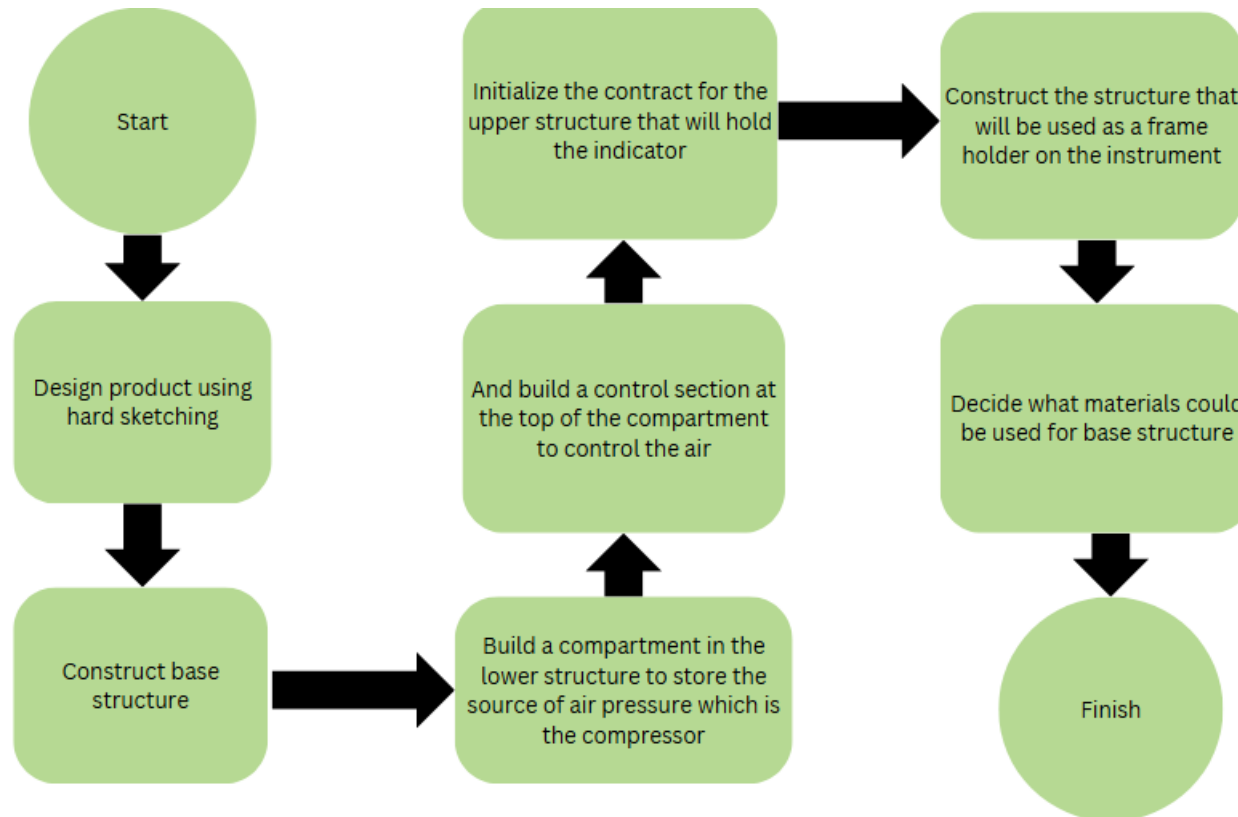 Start
Design product using
hard sketching
Construct base
structure
Build a compartment in the
lower structure to store the
source of air pressure which is
the compressor
And build a control section at
the top of the compartment
to control the air
Initialize the contract for the
upper structure that will hold
the indicator
Construct the structure that
will be used as a frame
holder on the instrument
Decide what materials could
be used for base structure
Finish